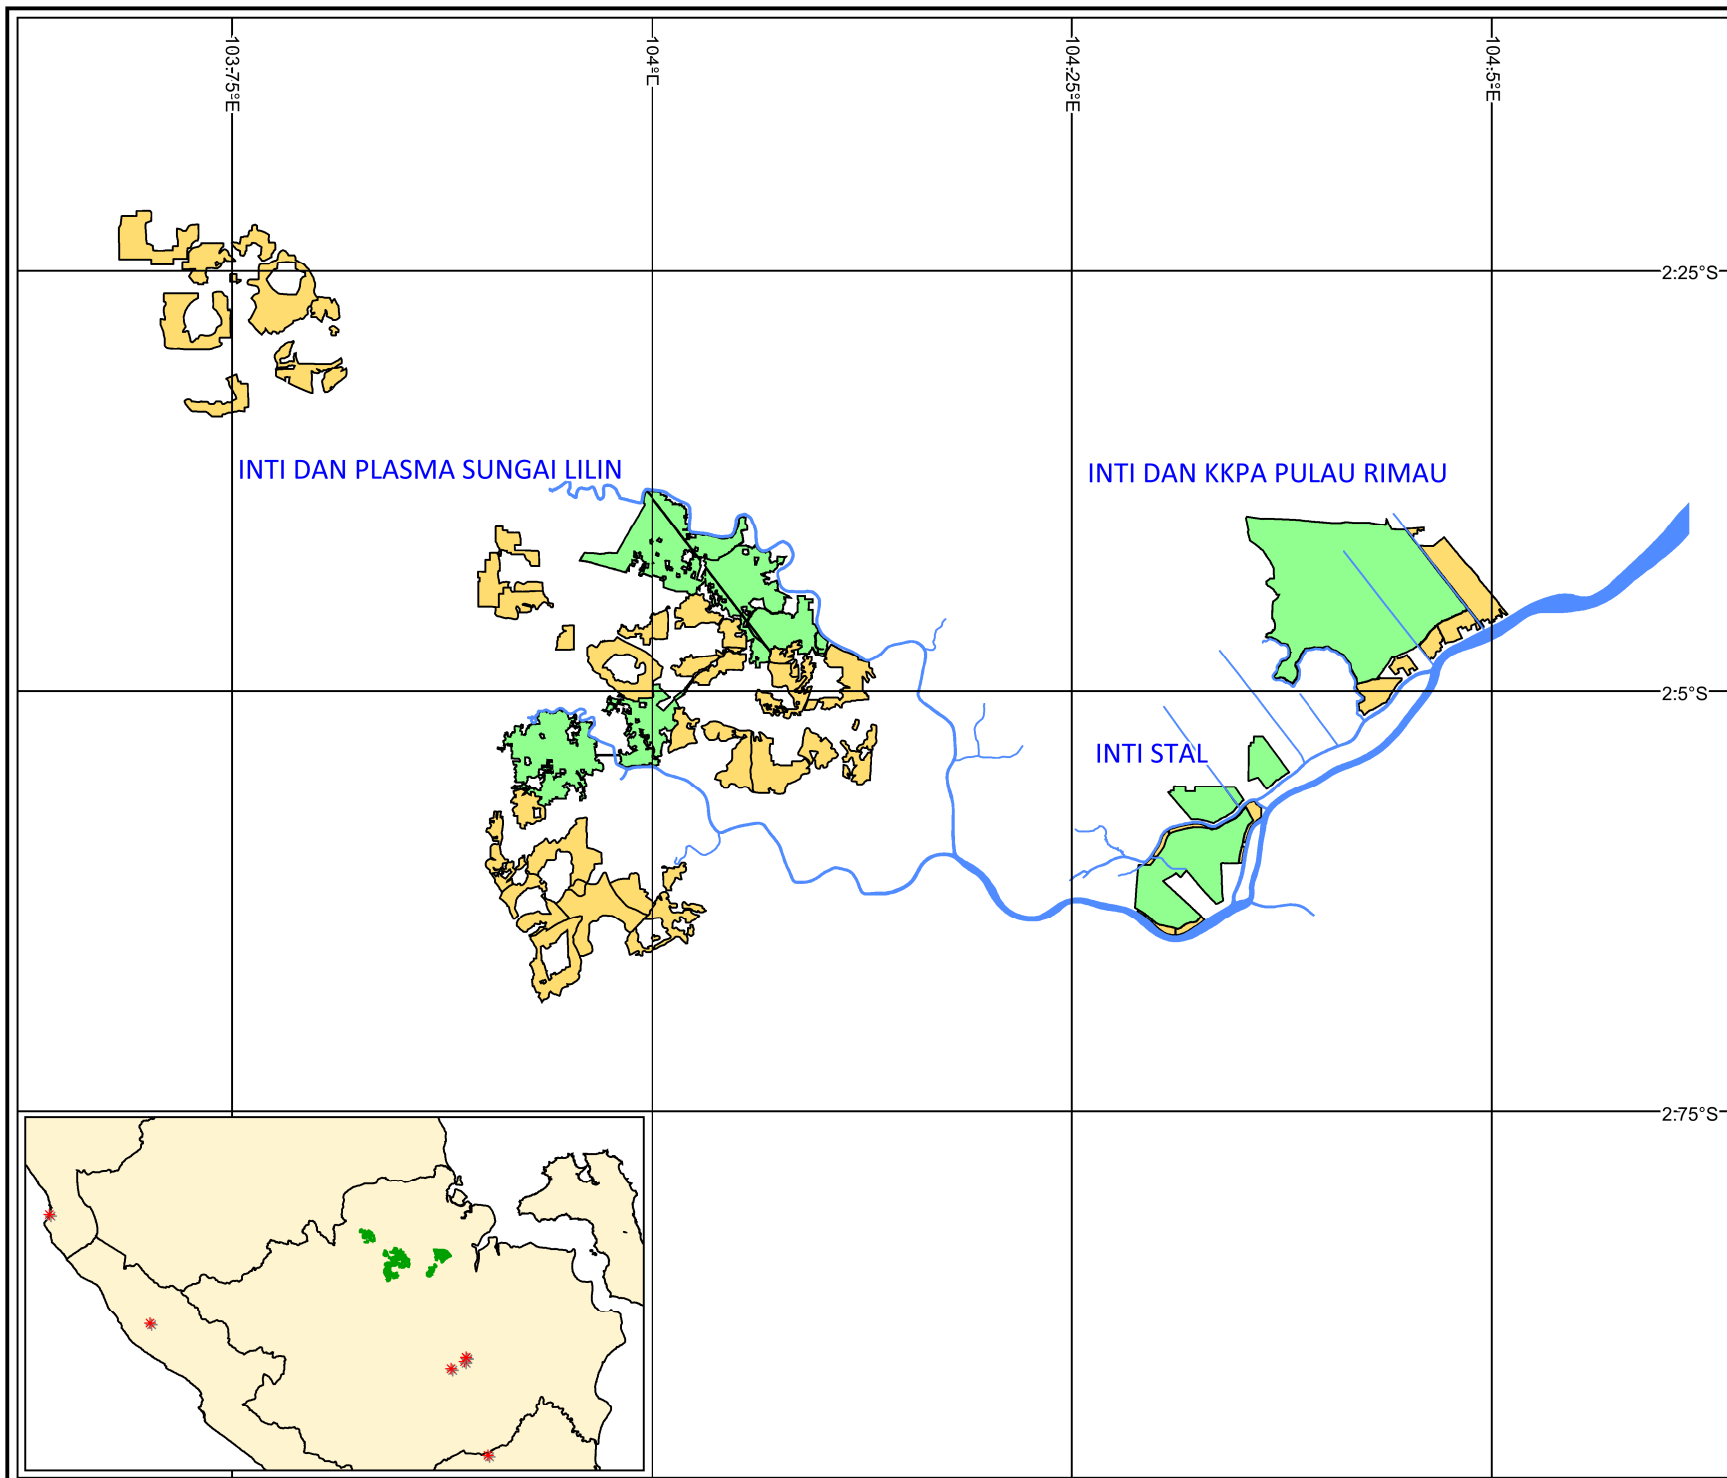 103:75°E
104°E
104:25°E
104:5°E
2:25°S
INTI DAN PLASMA SUNGAI LILIN
INTI DAN KKPA PULAU RIMAU
2:5°S
INTI STAL
2:75°S